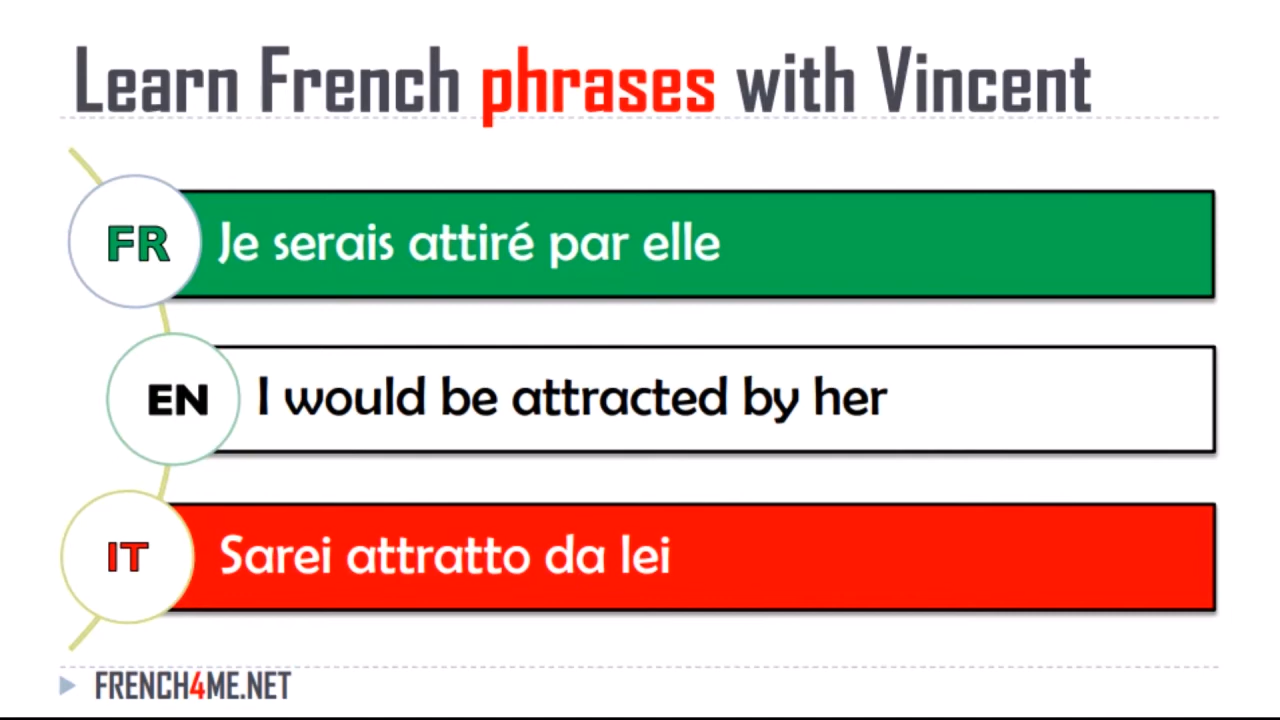 Learn French phrases with Vincent
FR
Je serais attiré par elle
EN
I would be attracted by her
IT
Sarei attratto da lei
FRENCH4ME.NET